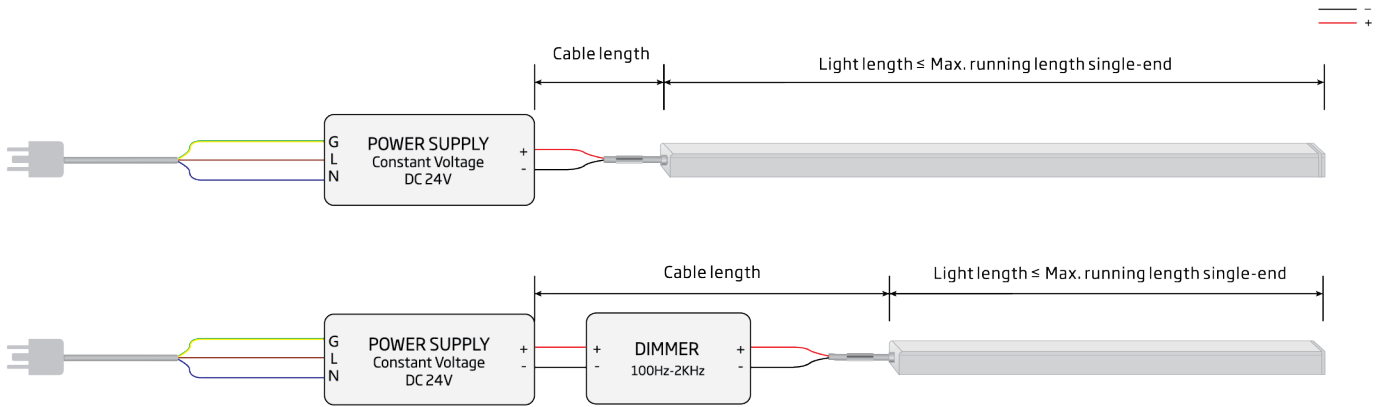 -
+
Cable length
Light length ≤ Max. running length single-end
G
L
N
POWER SUPPLY
Constant Voltage
DC 24V
+
-
Cable length
Light length ≤ Max. running length single-end
G
L
N
POWER SUPPLY
Constant Voltage
DC 24V
+
-
+
-
DIMMER
100Hz-2KHz
+
-